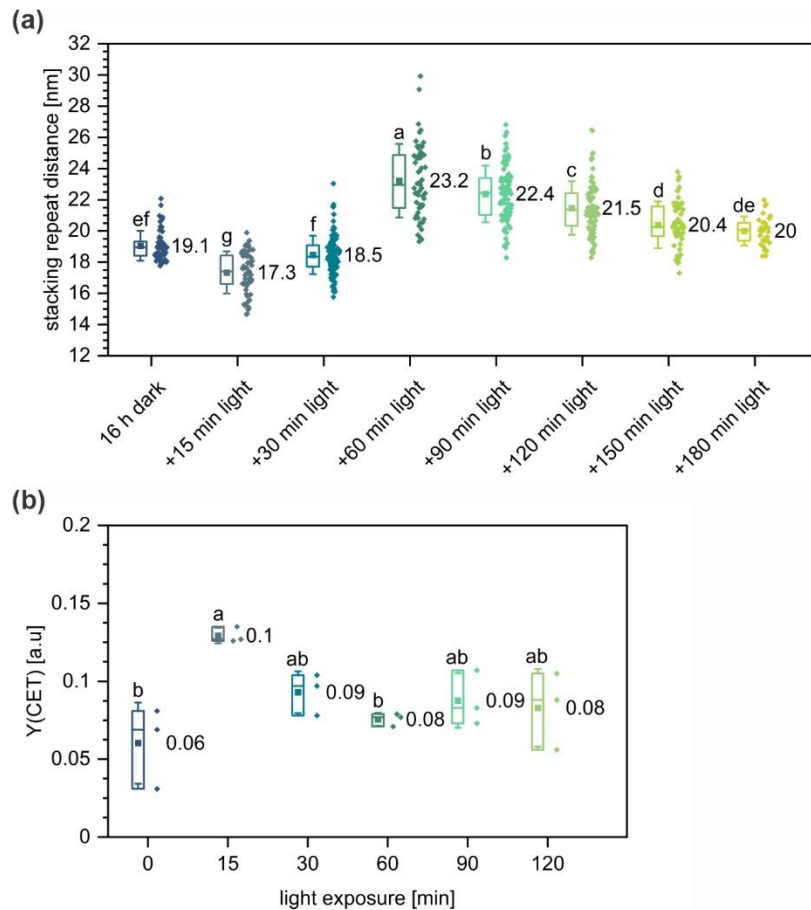 (a)
stacking repeat distance [nm]
32
30
28
26
24
22
20
18
16
14
12
ef
19.1
g
17.3
f
18.5
a
23.2
b
22.4
c
21.5
d
20.4
de
20
16 h dark
+15 min light
+30 min light
+60 min light
+90 min light
+120 min light
+150 min light
+180 min light
(b)
Y(CET) [a.u]
0.2
0.15
0.1
0.05
0
b
0.06
a
0.1
ab
0.09
b
0.08
ab
0.09
ab
0.08
0
15
30
60
90
120
light exposure [min]